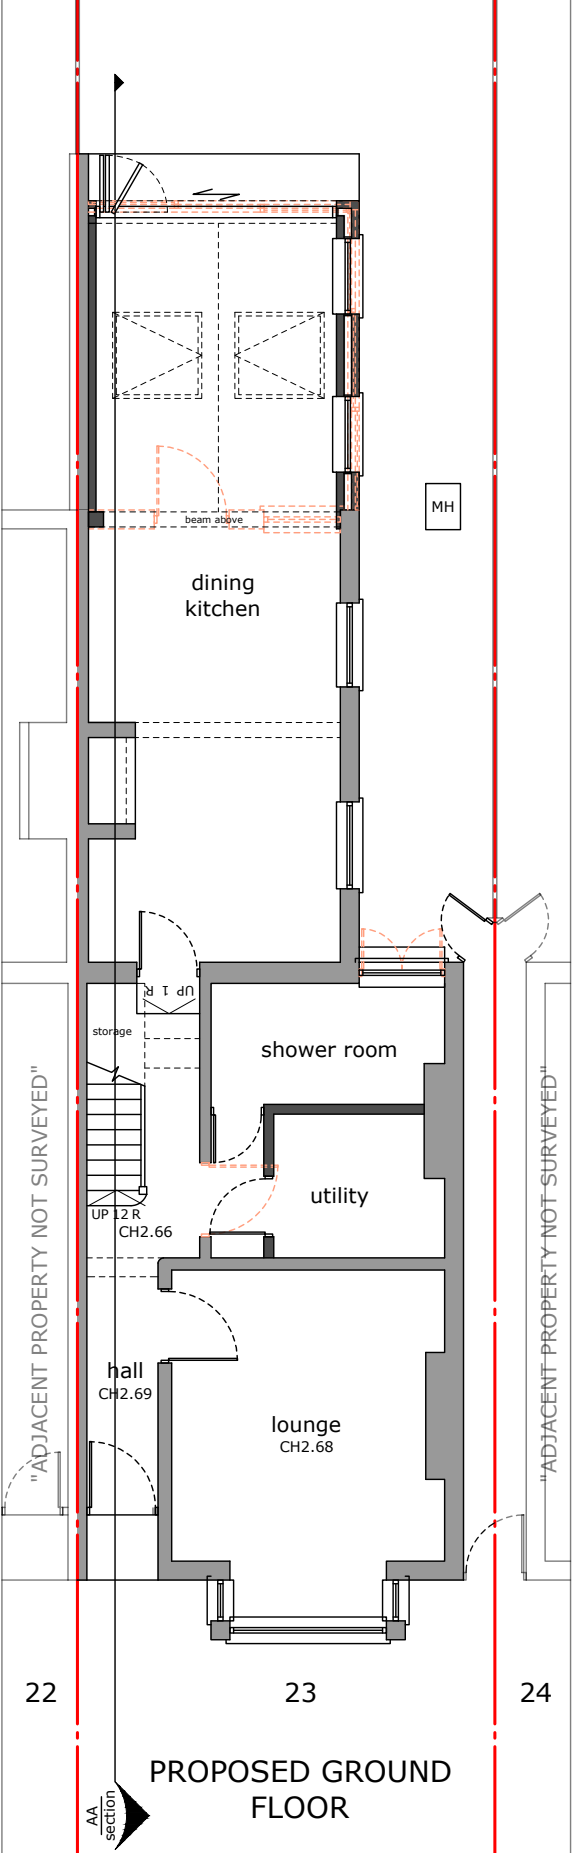 MH
beam above
dining
kitchen
UP 1 R
storage
shower room
"ADJACENT PROPERTY NOT SURVEYED"
"ADJACENT PROPERTY NOT SURVEYED"
utility
UP 12 R
CH2.66
hall
CH2.69
lounge
CH2.68
22
23
24
PROPOSED GROUND
FLOOR
AA
section